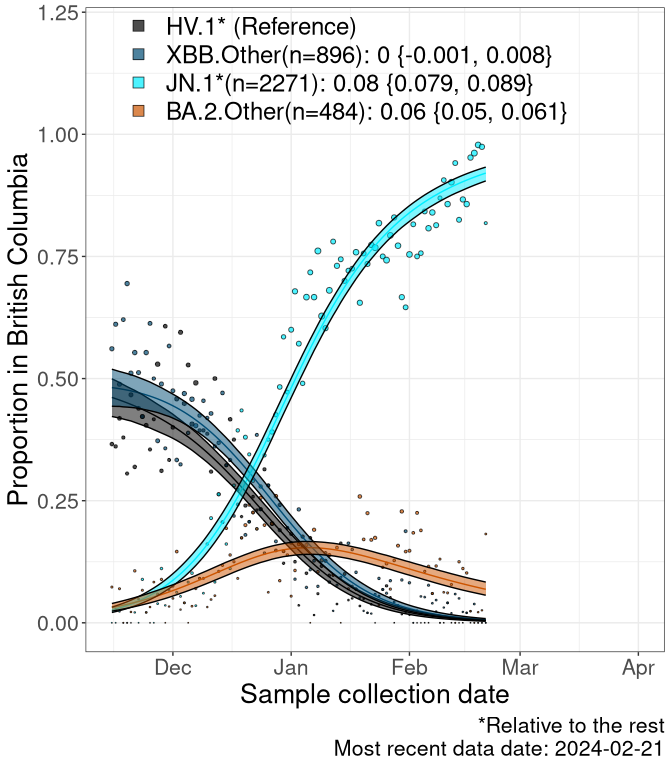 HV.1* (Reference)
XBB.Other(n=896): 0 {-0.001, 0.008}
JN.1*(n=2271): 0.08 {0.079, 0.089}
BA.2.Other(n=484): 0.06 {0.05, 0.061}
1.25
1.00
0.75
0.50
0.25
0.00
Proportion in British Columbia
Dec Jan Feb Mar Apr
Sample collection date
*Relative to the rest
Most recent data date: 2024-02-21